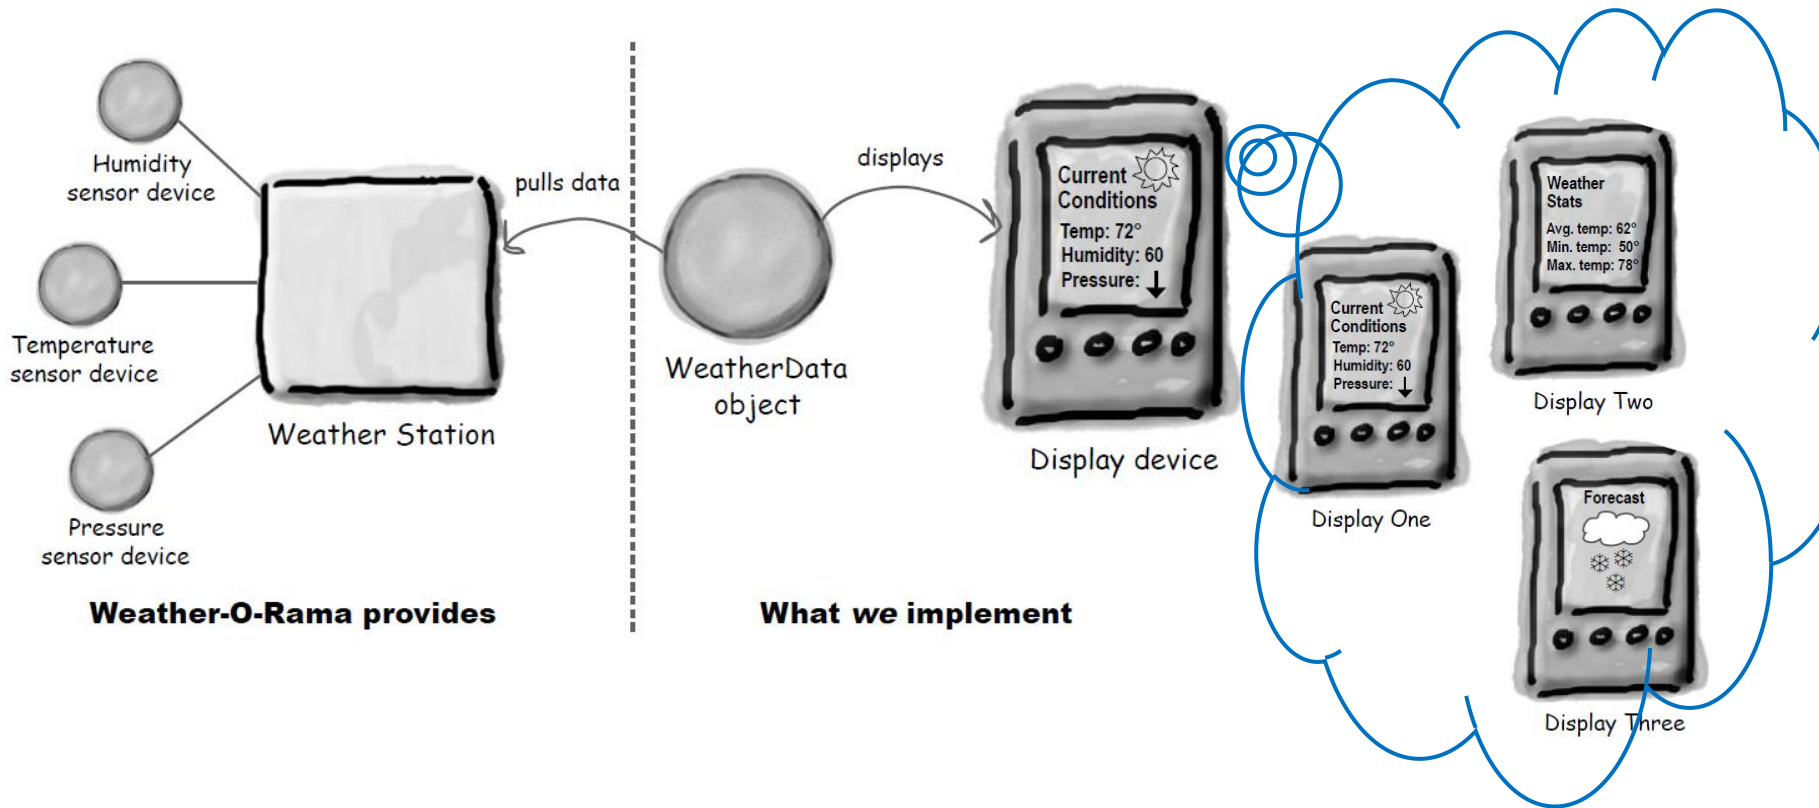 Humidity
sensor device
Temperature
sensor device
Pressure
sensor device
Weather Station
pulls data
WeatherData
object
displays
Current
Conditions
Temp: 72°
Humidity: 60
Pressure:
Display device
Current
Conditions
Temp: 72°
Humidity: 60
Pressure:
Display One
Weather
Stats
Avg. temp: 62°
Min. temp: 50°
Max. temp: 78°
Display Two
Forecast
Display Three
Weather-O-Rama provides
What we implement